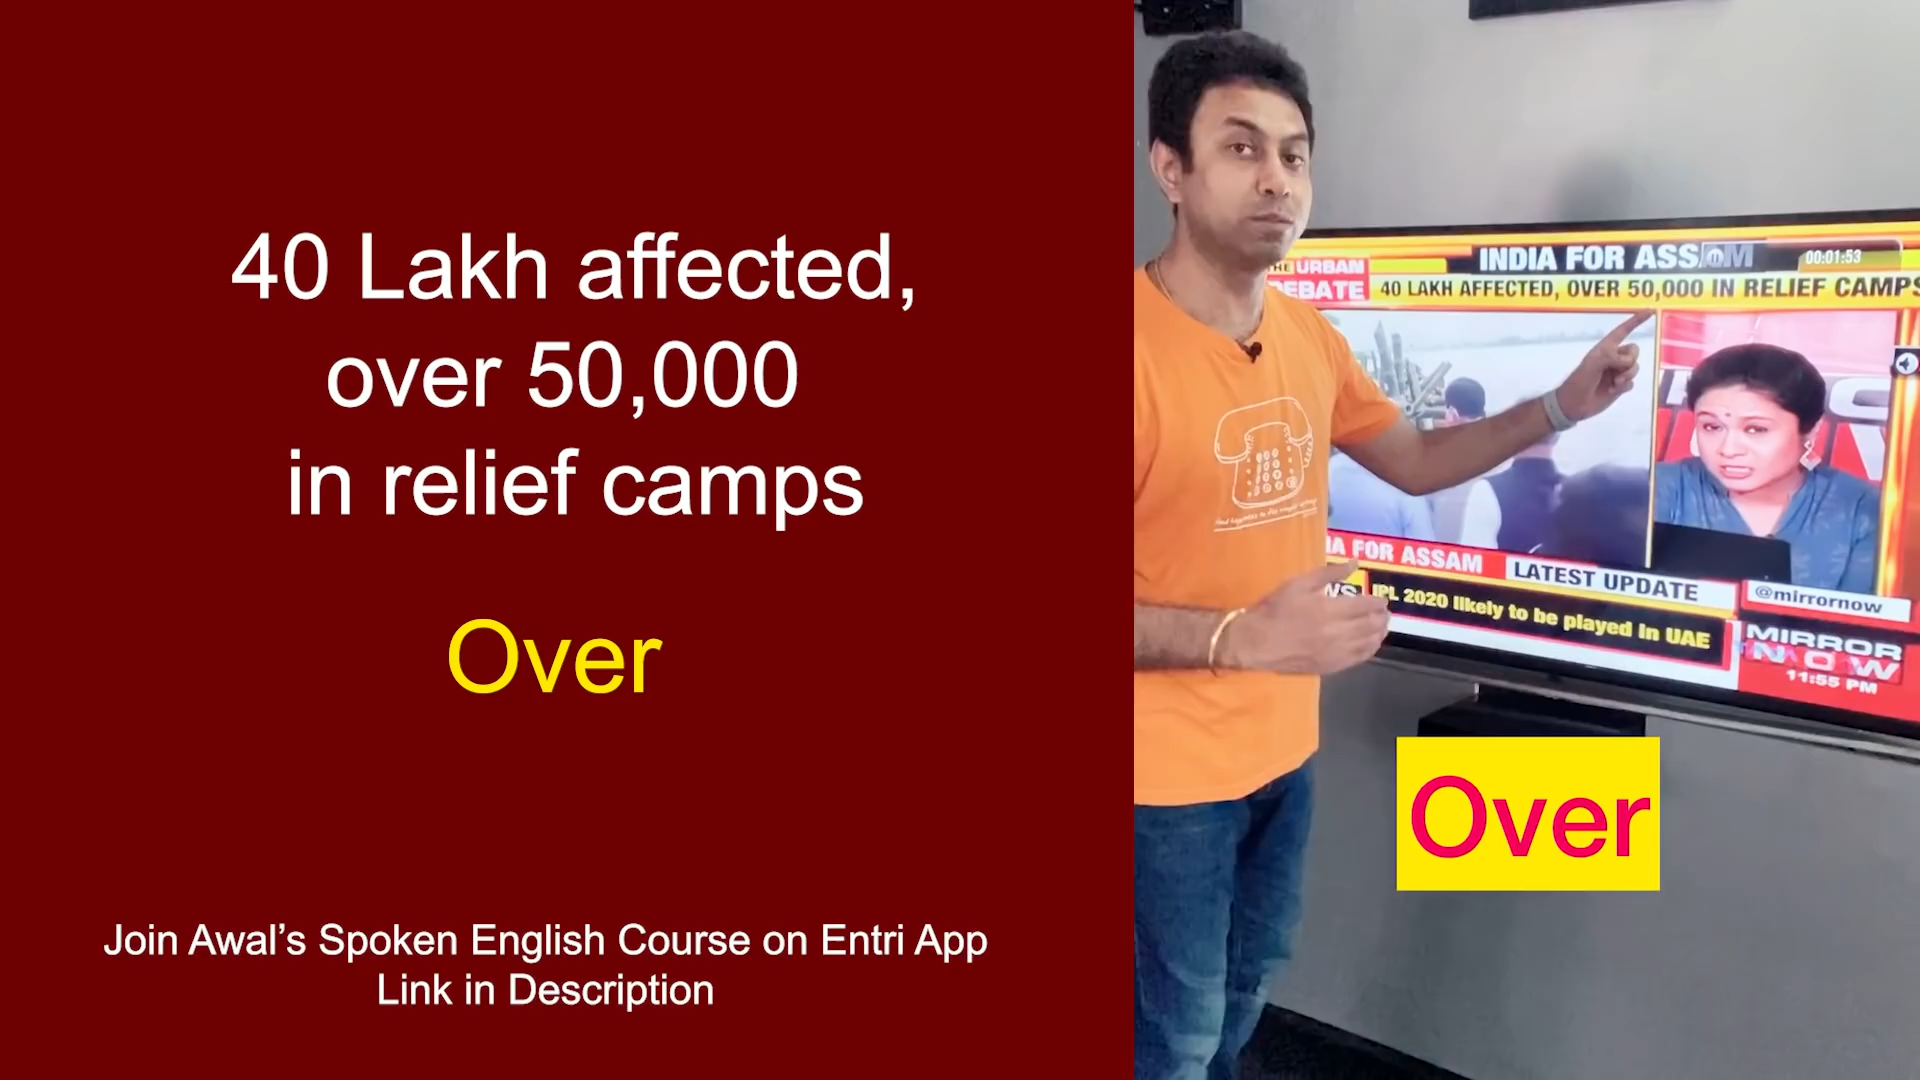 40 Lakh affected,
over 50,000
in relief camps
Over
Join Awal’s Spoken English Course on Entri App
Link in Description
URBAN
DEBATE
INDIA FOR ASSAM
00:01:53
40 LAKH AFFECTED, OVER 50,000 IN RELIEF CAMPS
FOR ASSAM
LATEST UPDATE
@mirrornow
IPL 2020 likely to be played in UAE
MIRROR
NOW
11:55 PM
Over